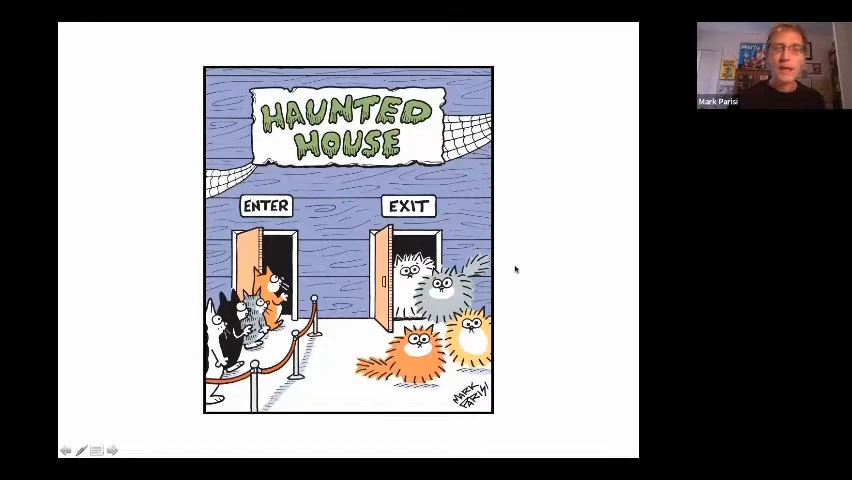 HAUNTED
HOUSE
ENTER
EXIT
MARK
PARISI
Mark Parisi